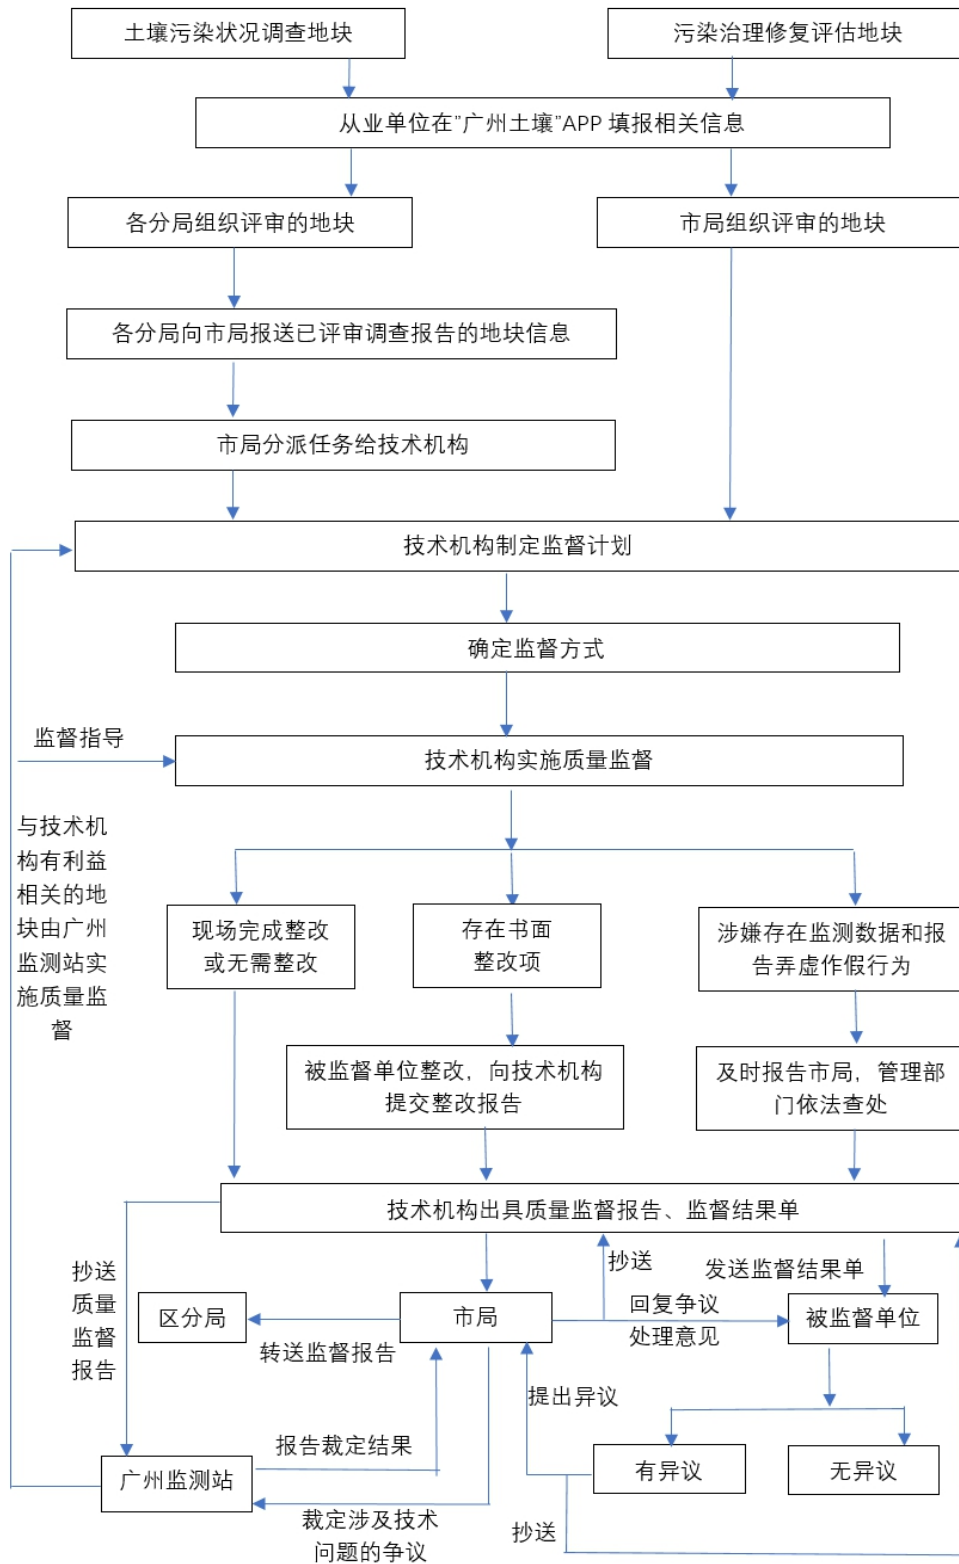 土壤污染状况调查地块
污染治理修复评估地块
从业单位在”广州土壤”APP 填报相关信息
各分局组织评审的地块
市局组织评审的地块
各分局向市局报送已评审调查报告的地块信息
市局分派任务给技术机构
技术机构制定监督计划
确定监督方式
监督指导
技术机构实施质量监督
与技术机
构有利益
相关的地
块由广州
监测站实
施质量监
督
现场完成整改
或无需整改
存在书面
整改项
涉嫌存在监测数据和报
告弄虚作假行为
被监督单位整改，向技术机构
提交整改报告
及时报告市局，管理部
门依法查处
技术机构出具质量监督报告、监督结果单
抄送
质量
监督
报告
抄送
发送监督结果单
区分局
市局
回复争议
处理意见
被监督单位
转送监督报告
提出异议
报告裁定结果
广州监测站
有异议
无异议
裁定涉及技术
问题的争议
抄送